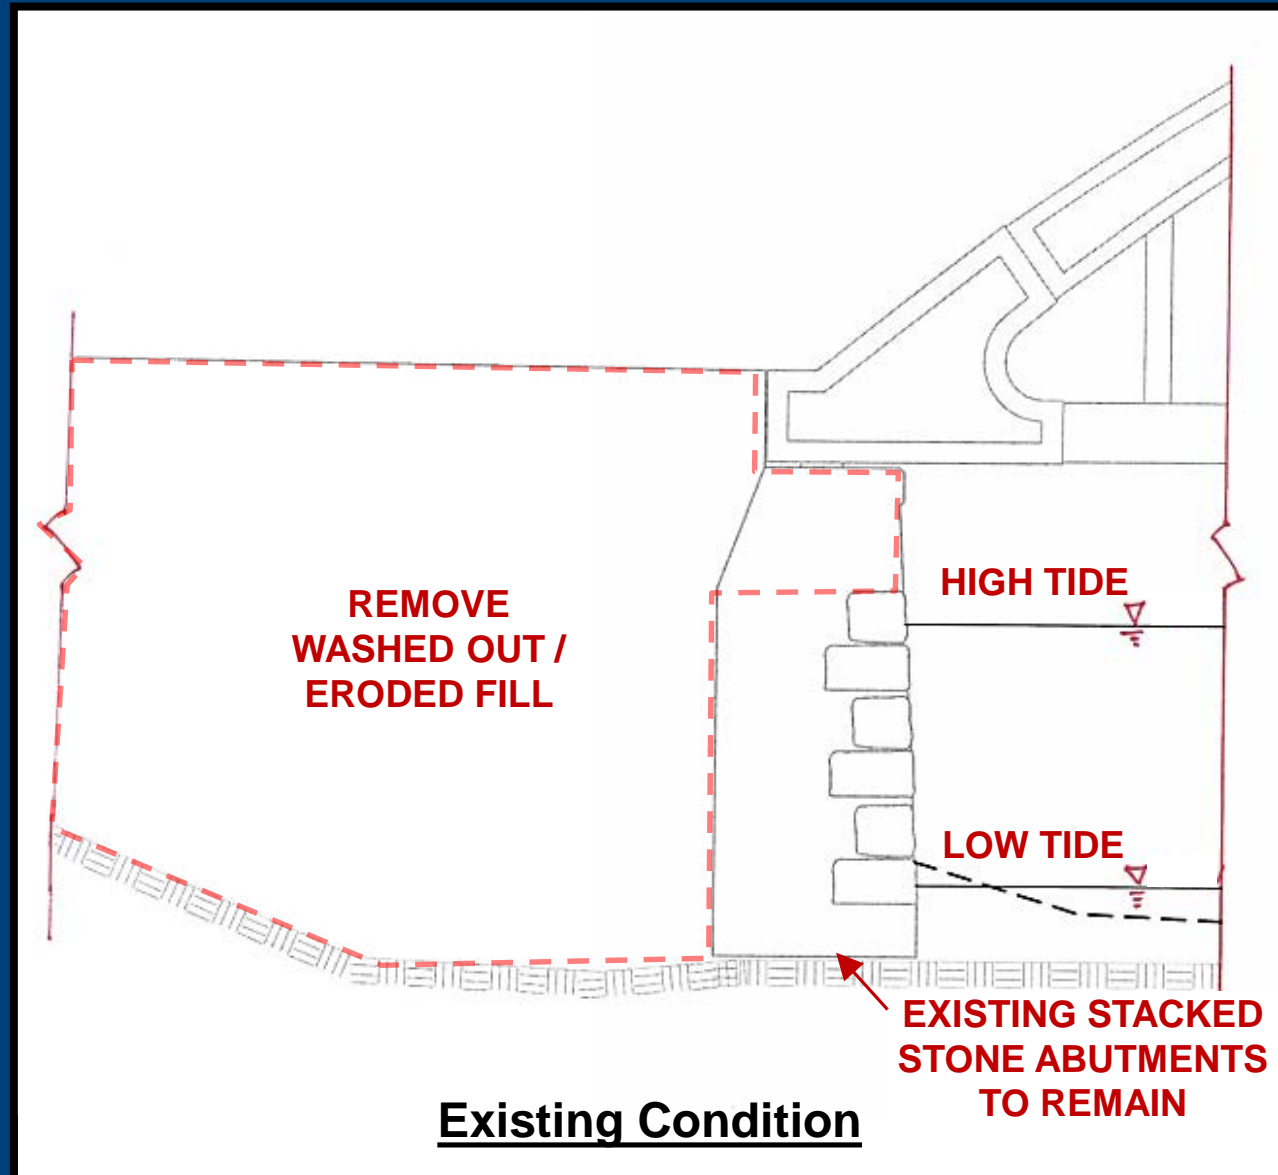 REMOVE
WASHED OUT /
ERODED FILL
HIGH TIDE
LOW TIDE
EXISTING STACKED
STONE ABUTMENTS
TO REMAIN
Existing Condition